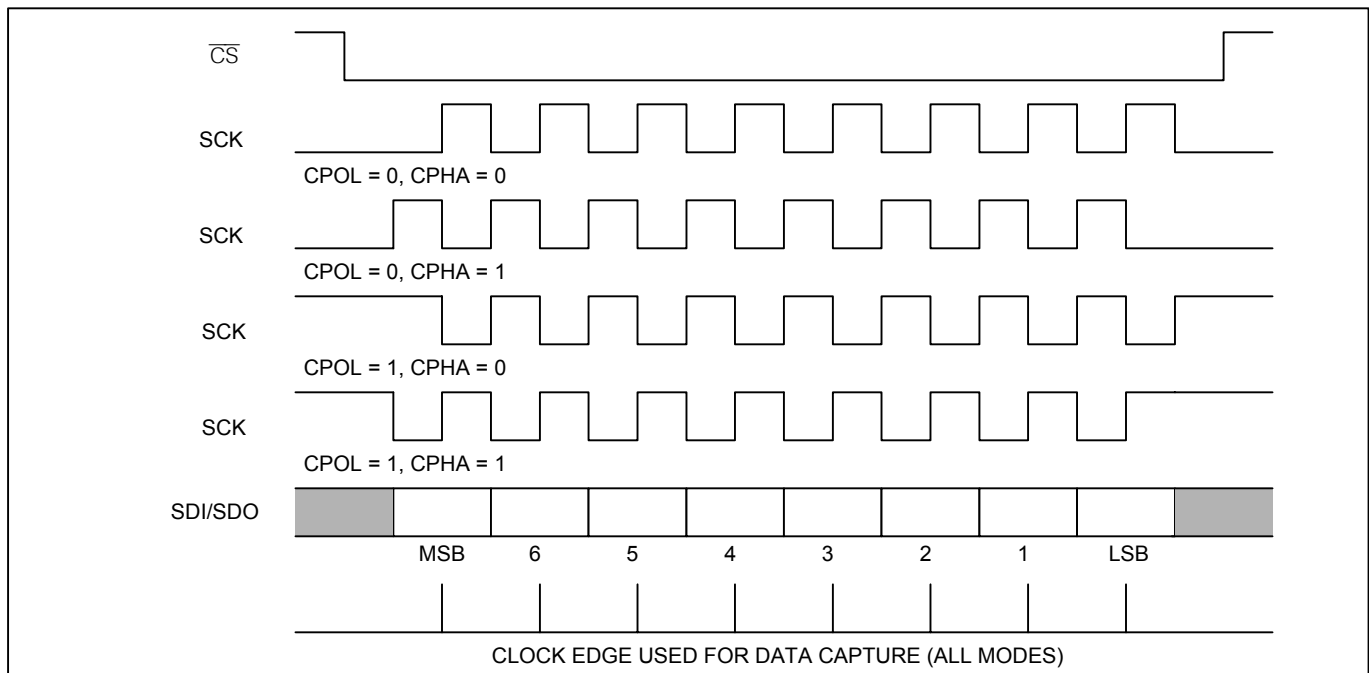 C̅S̅
SCK
CPOL = 0, CPHA = 0
SCK
CPOL = 0, CPHA = 1
SCK
CPOL = 1, CPHA = 0
SCK
CPOL = 1, CPHA = 1
SDI/SDO
MSB 6 5 4 3 2 1 LSB
CLOCK EDGE USED FOR DATA CAPTURE (ALL MODES)